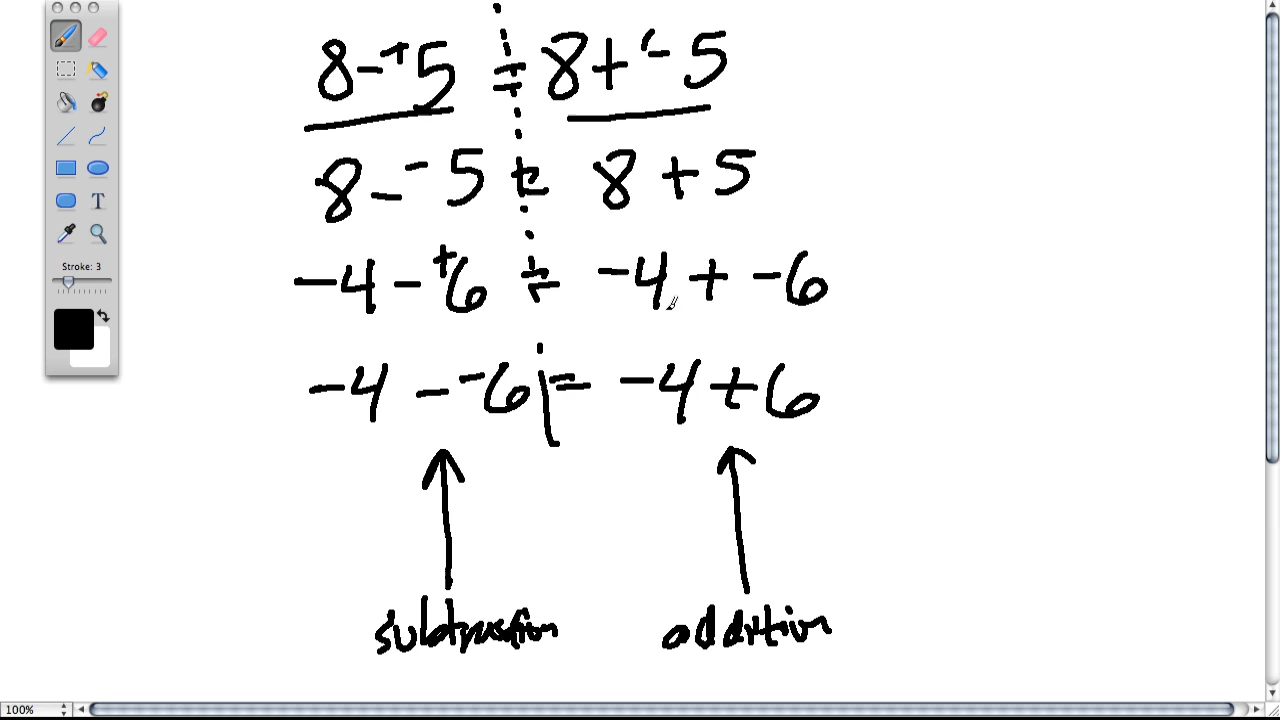 8 - +5 = 8 + -5
8 - -5 = 8 + 5
-4 - +6 = -4 + -6
Stroke: 3
-4 - -6 = -4 + 6
subtraction addition
100%